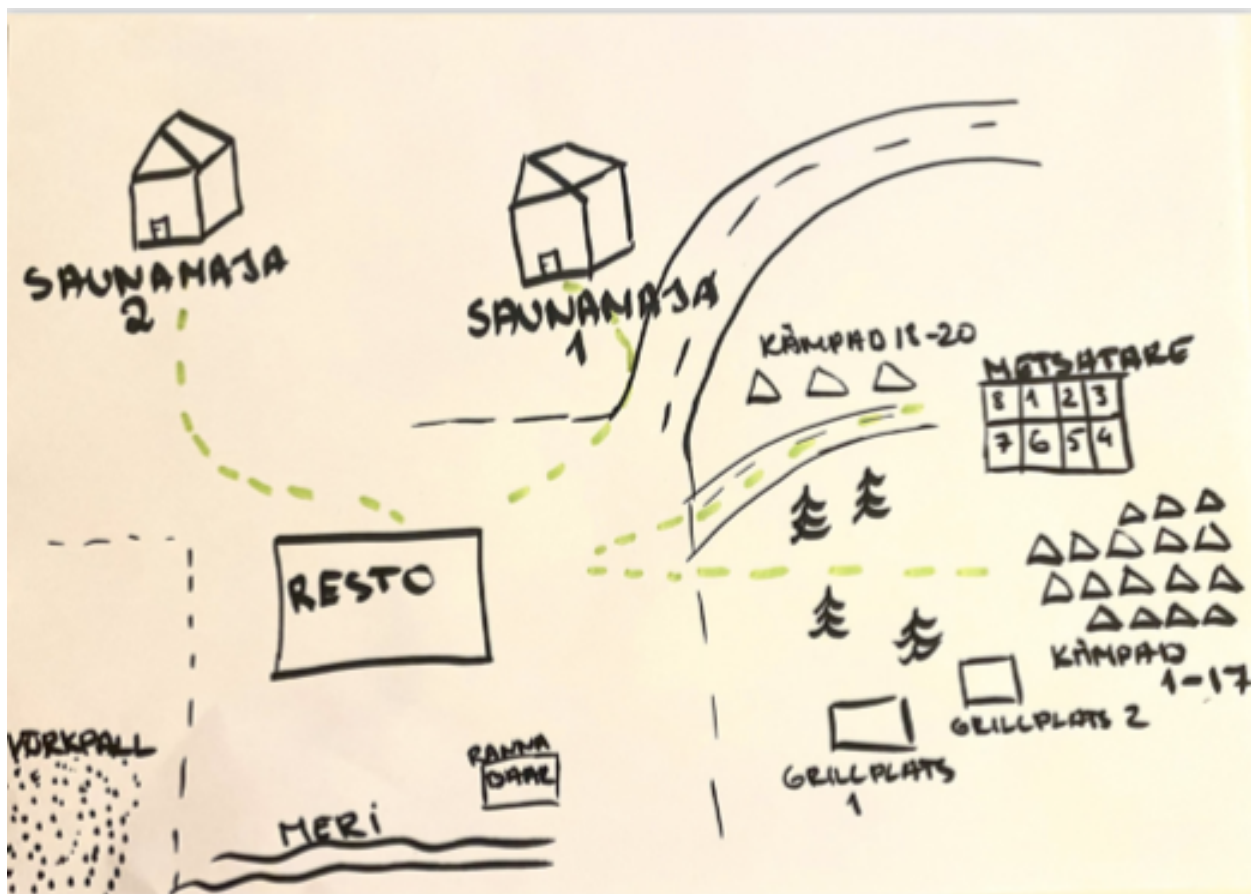 SAUNAMAJA
2
SAUNAMAJA
1
KÄMPAD 18-20
METSATARE
8 1 2 3
7 6 5 4
RESTO
KÄMPAD
1-17
GRILLPLATS 2
GRILLPLATS
1
VÕRKPALL
RANNA
BAAR
MERI